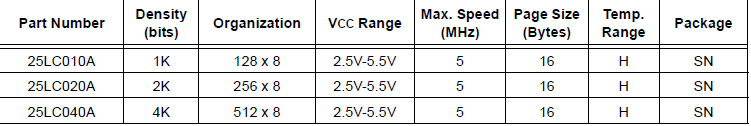 Part Number Density (bits) Organization VCC Range Max. Speed (MHz) Page Size (Bytes) Temp. Range Package
25LC010A 1K 128 x 8 2.5V-5.5V 5 16 H SN
25LC020A 2K 256 x 8 2.5V-5.5V 5 16 H SN
25LC040A 4K 512 x 8 2.5V-5.5V 5 16 H SN